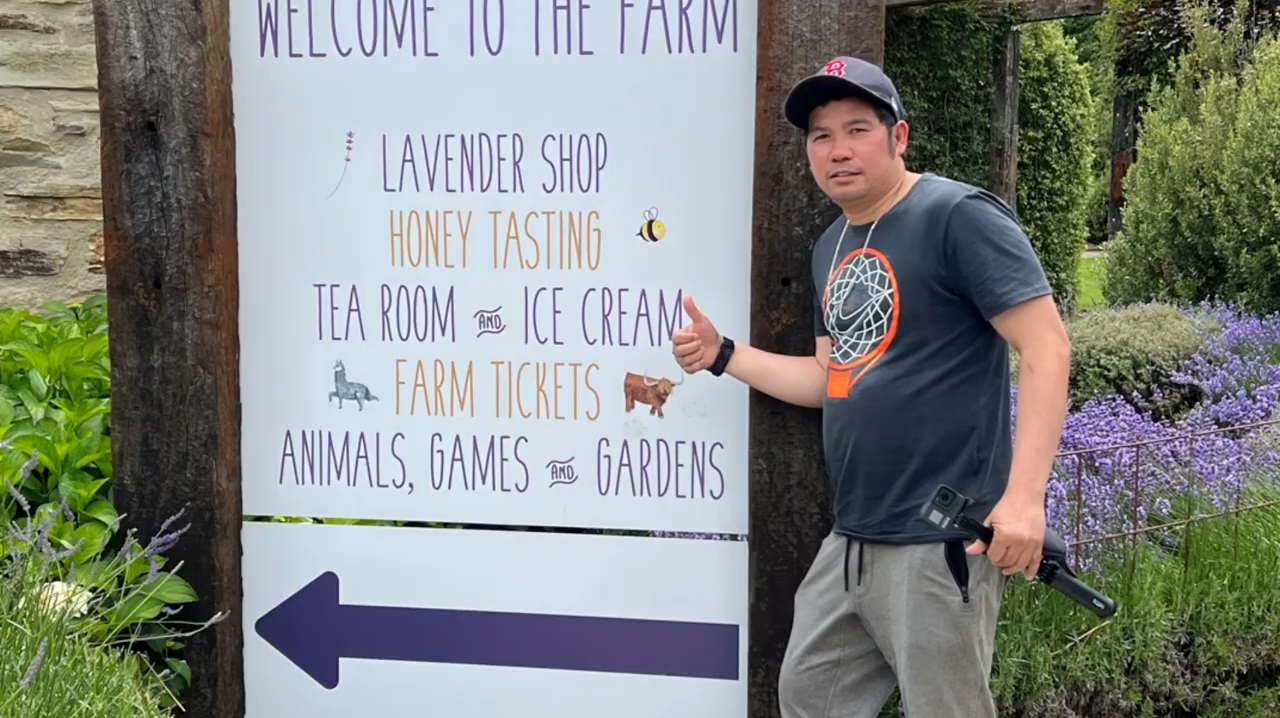 WELCOME TO THE FARM
LAVENDER SHOP
HONEY TASTING
TEA ROOM AND ICE CREAM
FARM TICKETS
ANIMALS, GAMES AND GARDENS
B